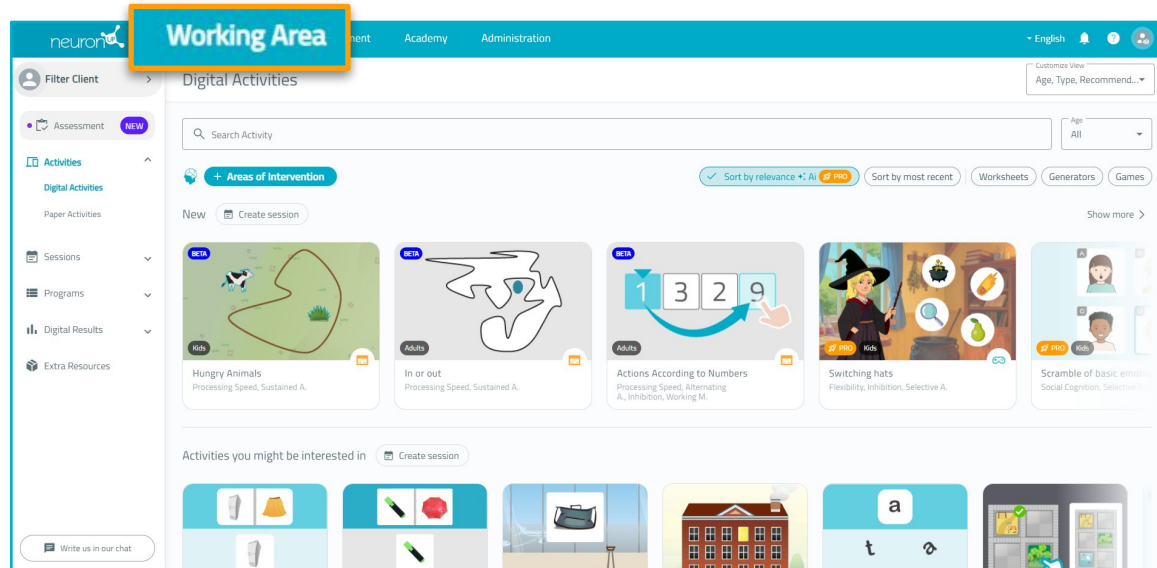 neuronUP
Working Area
ment
Academy
Administration
English
?
Filter Client
Digital Activities
Customize View
Age, Type, Recommend...
Assessment NEW
Search Activity
Age
All
Activities
Digital Activities
Paper Activities
+ Areas of Intervention
Sort by relevance Ai PRO
Sort by most recent
Worksheets
Generators
Games
New
Create session
Show more
Sessions
Programs
Digital Results
Extra Resources
BETA
Kids
Hungry Animals
Processing Speed, Sustained A.
BETA
Adults
In or out
Processing Speed, Sustained A.
BETA
1 3 2 9
Adults
Actions According to Numbers
Processing Speed, Alternating
A., Inhibition, Working M.
PRO Kids
Switching hats
Flexibility, Inhibition, Selective A.
A
PRO Kids
Scramble of basic emotio
Social Cognition, Selective A
Activities you might be interested in
Create session
a
t a
Write us in our chat